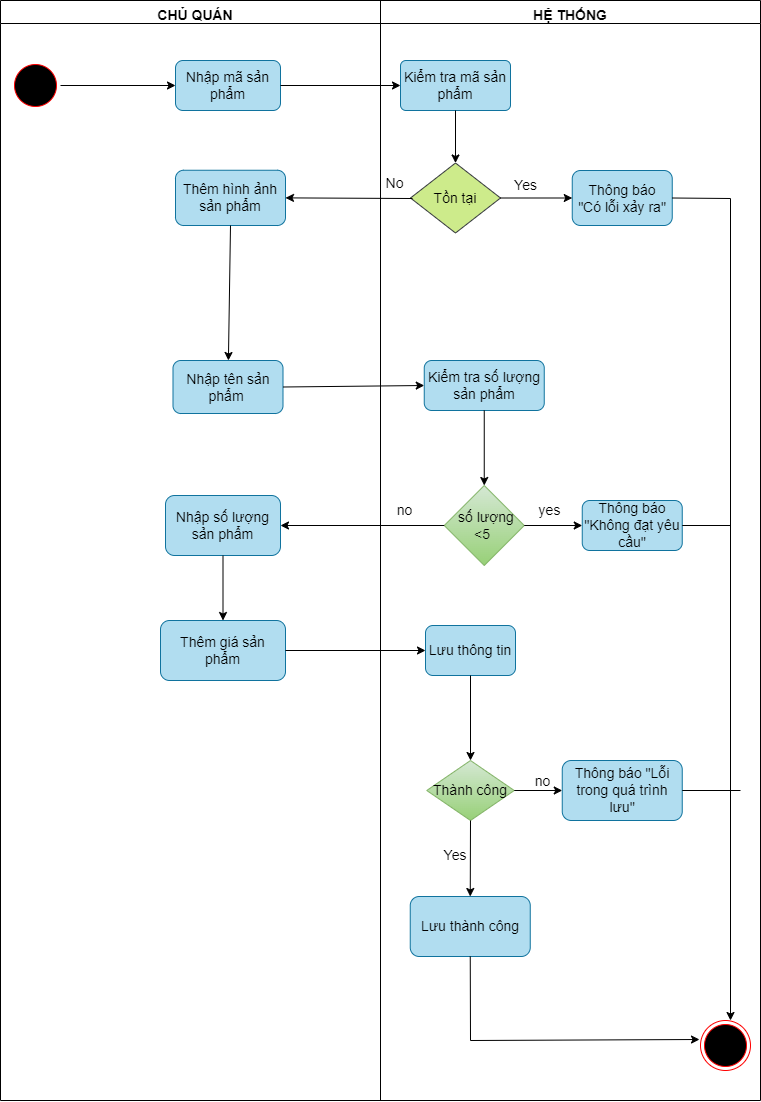 CHỦ QUÁN
HỆ THỐNG
Nhập mã sản
phẩm
Kiểm tra mã sản
phẩm
Thêm hình ảnh
sản phẩm
No
Tồn tại
Yes
Thông báo
"Có lỗi xảy ra"
Nhập tên sản
phẩm
Kiểm tra số lượng
sản phẩm
Nhập số lượng
sản phẩm
no
số lượng
<5
yes
Thông báo
"Không đạt yêu
cầu"
Thêm giá sản
phẩm
Lưu thông tin
Thành công
no
Thông báo "Lỗi
trong quá trình
lưu"
Yes
Lưu thành công